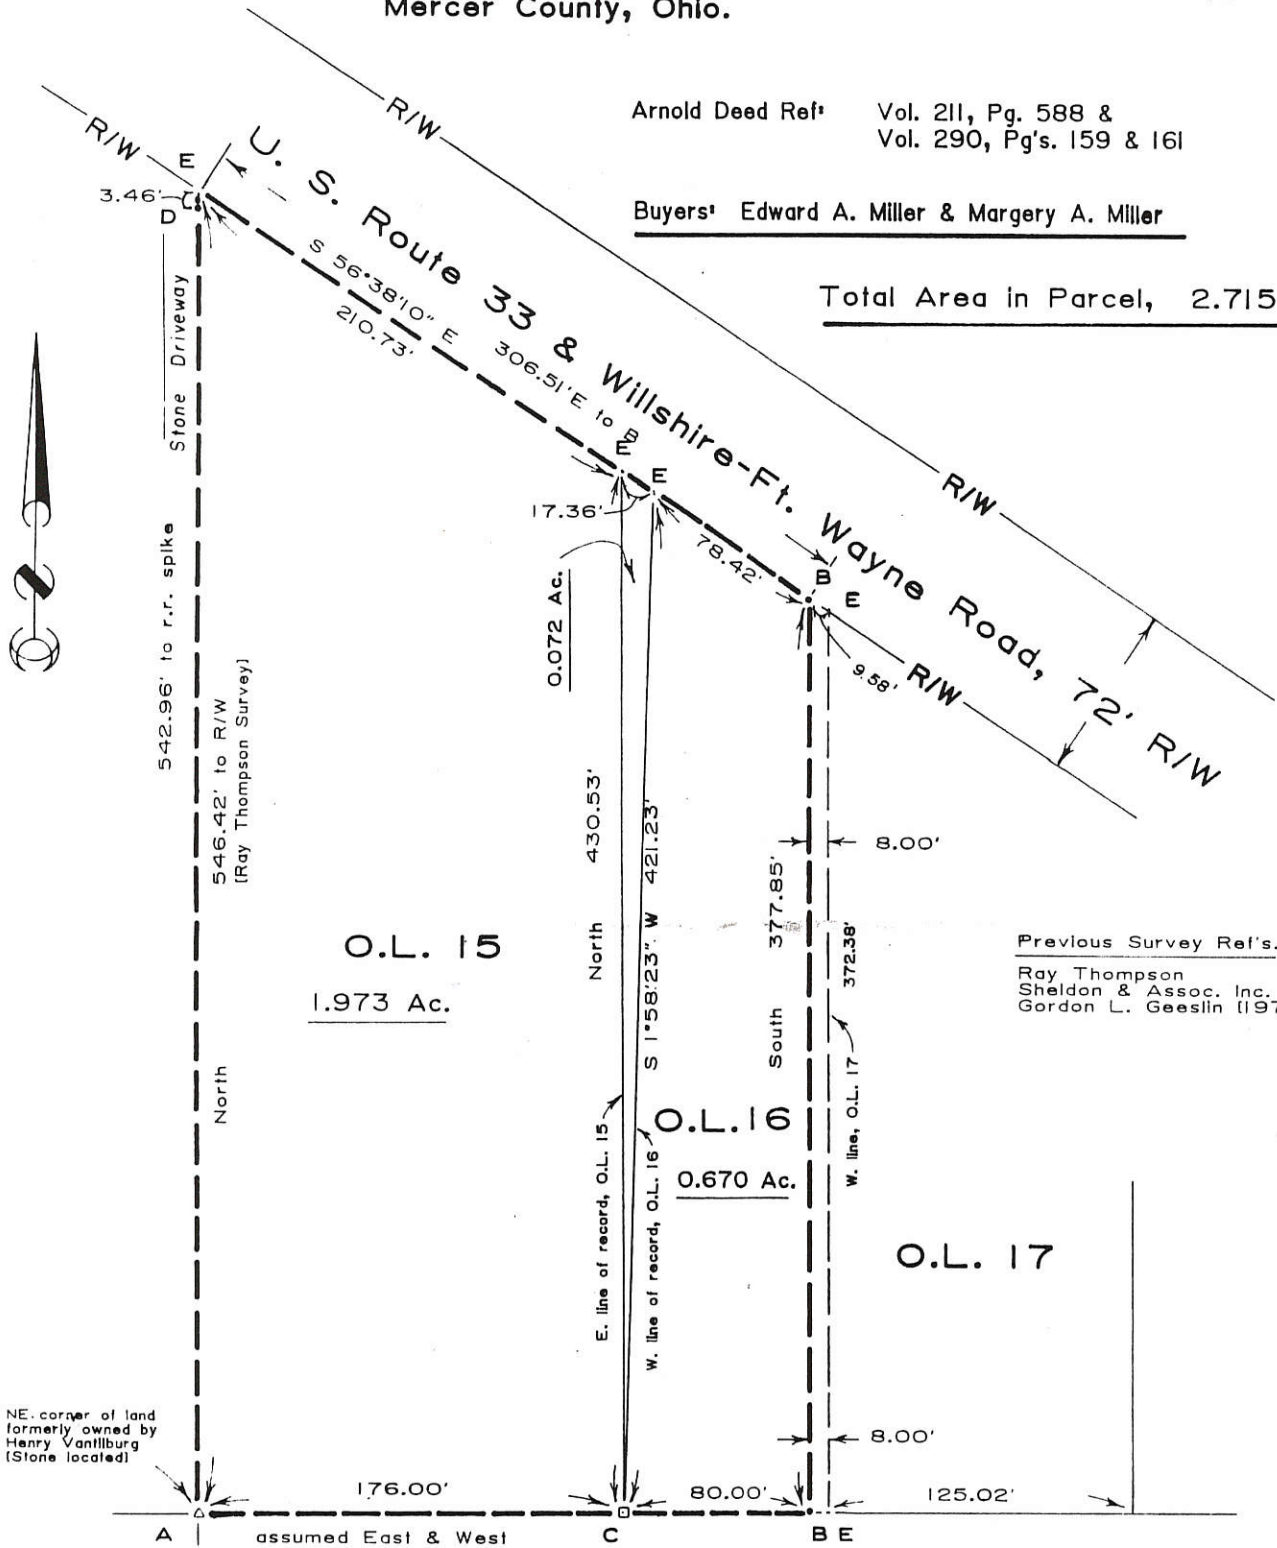 Mercer County, Ohio.
R/W
R/W
Arnold Deed Ref: Vol. 211, Pg. 588 &
Vol. 290, Pg's. 159 & 161
E
3.46'
D
U. S. Route 33 & Willshire-Ft. Wayne Road, 72' R/W
Buyers: Edward A. Miller & Margery A. Miller
Total Area in Parcel, 2.715
S 56°38'10" E 306.51' E to B
210.73'
Stone Driveway
E
E
17.36'
78.42'
R/W
B E
9.58'
R/W
0.072 Ac.
542.96' to r.r. spike
546.42' to R/W
[Ray Thompson Survey]
North
North 430.53'
S 1°58'23" W 421.23'
South 377.85'
8.00'
372.38'
W. line, O.L. 17
O.L. 15
1.973 Ac.
Previous Survey Ref's.
Ray Thompson
Sheldon & Assoc. Inc.
Gordon L. Geeslin [197
E. line of record, O.L. 15
W. line of record, O.L. 16
O.L. 16
0.670 Ac.
O.L. 17
NE. corner of land
formerly owned by
Henry Vantilburg
[Stone located]
8.00'
176.00'
80.00'
125.02'
A
assumed East & West
C
B E